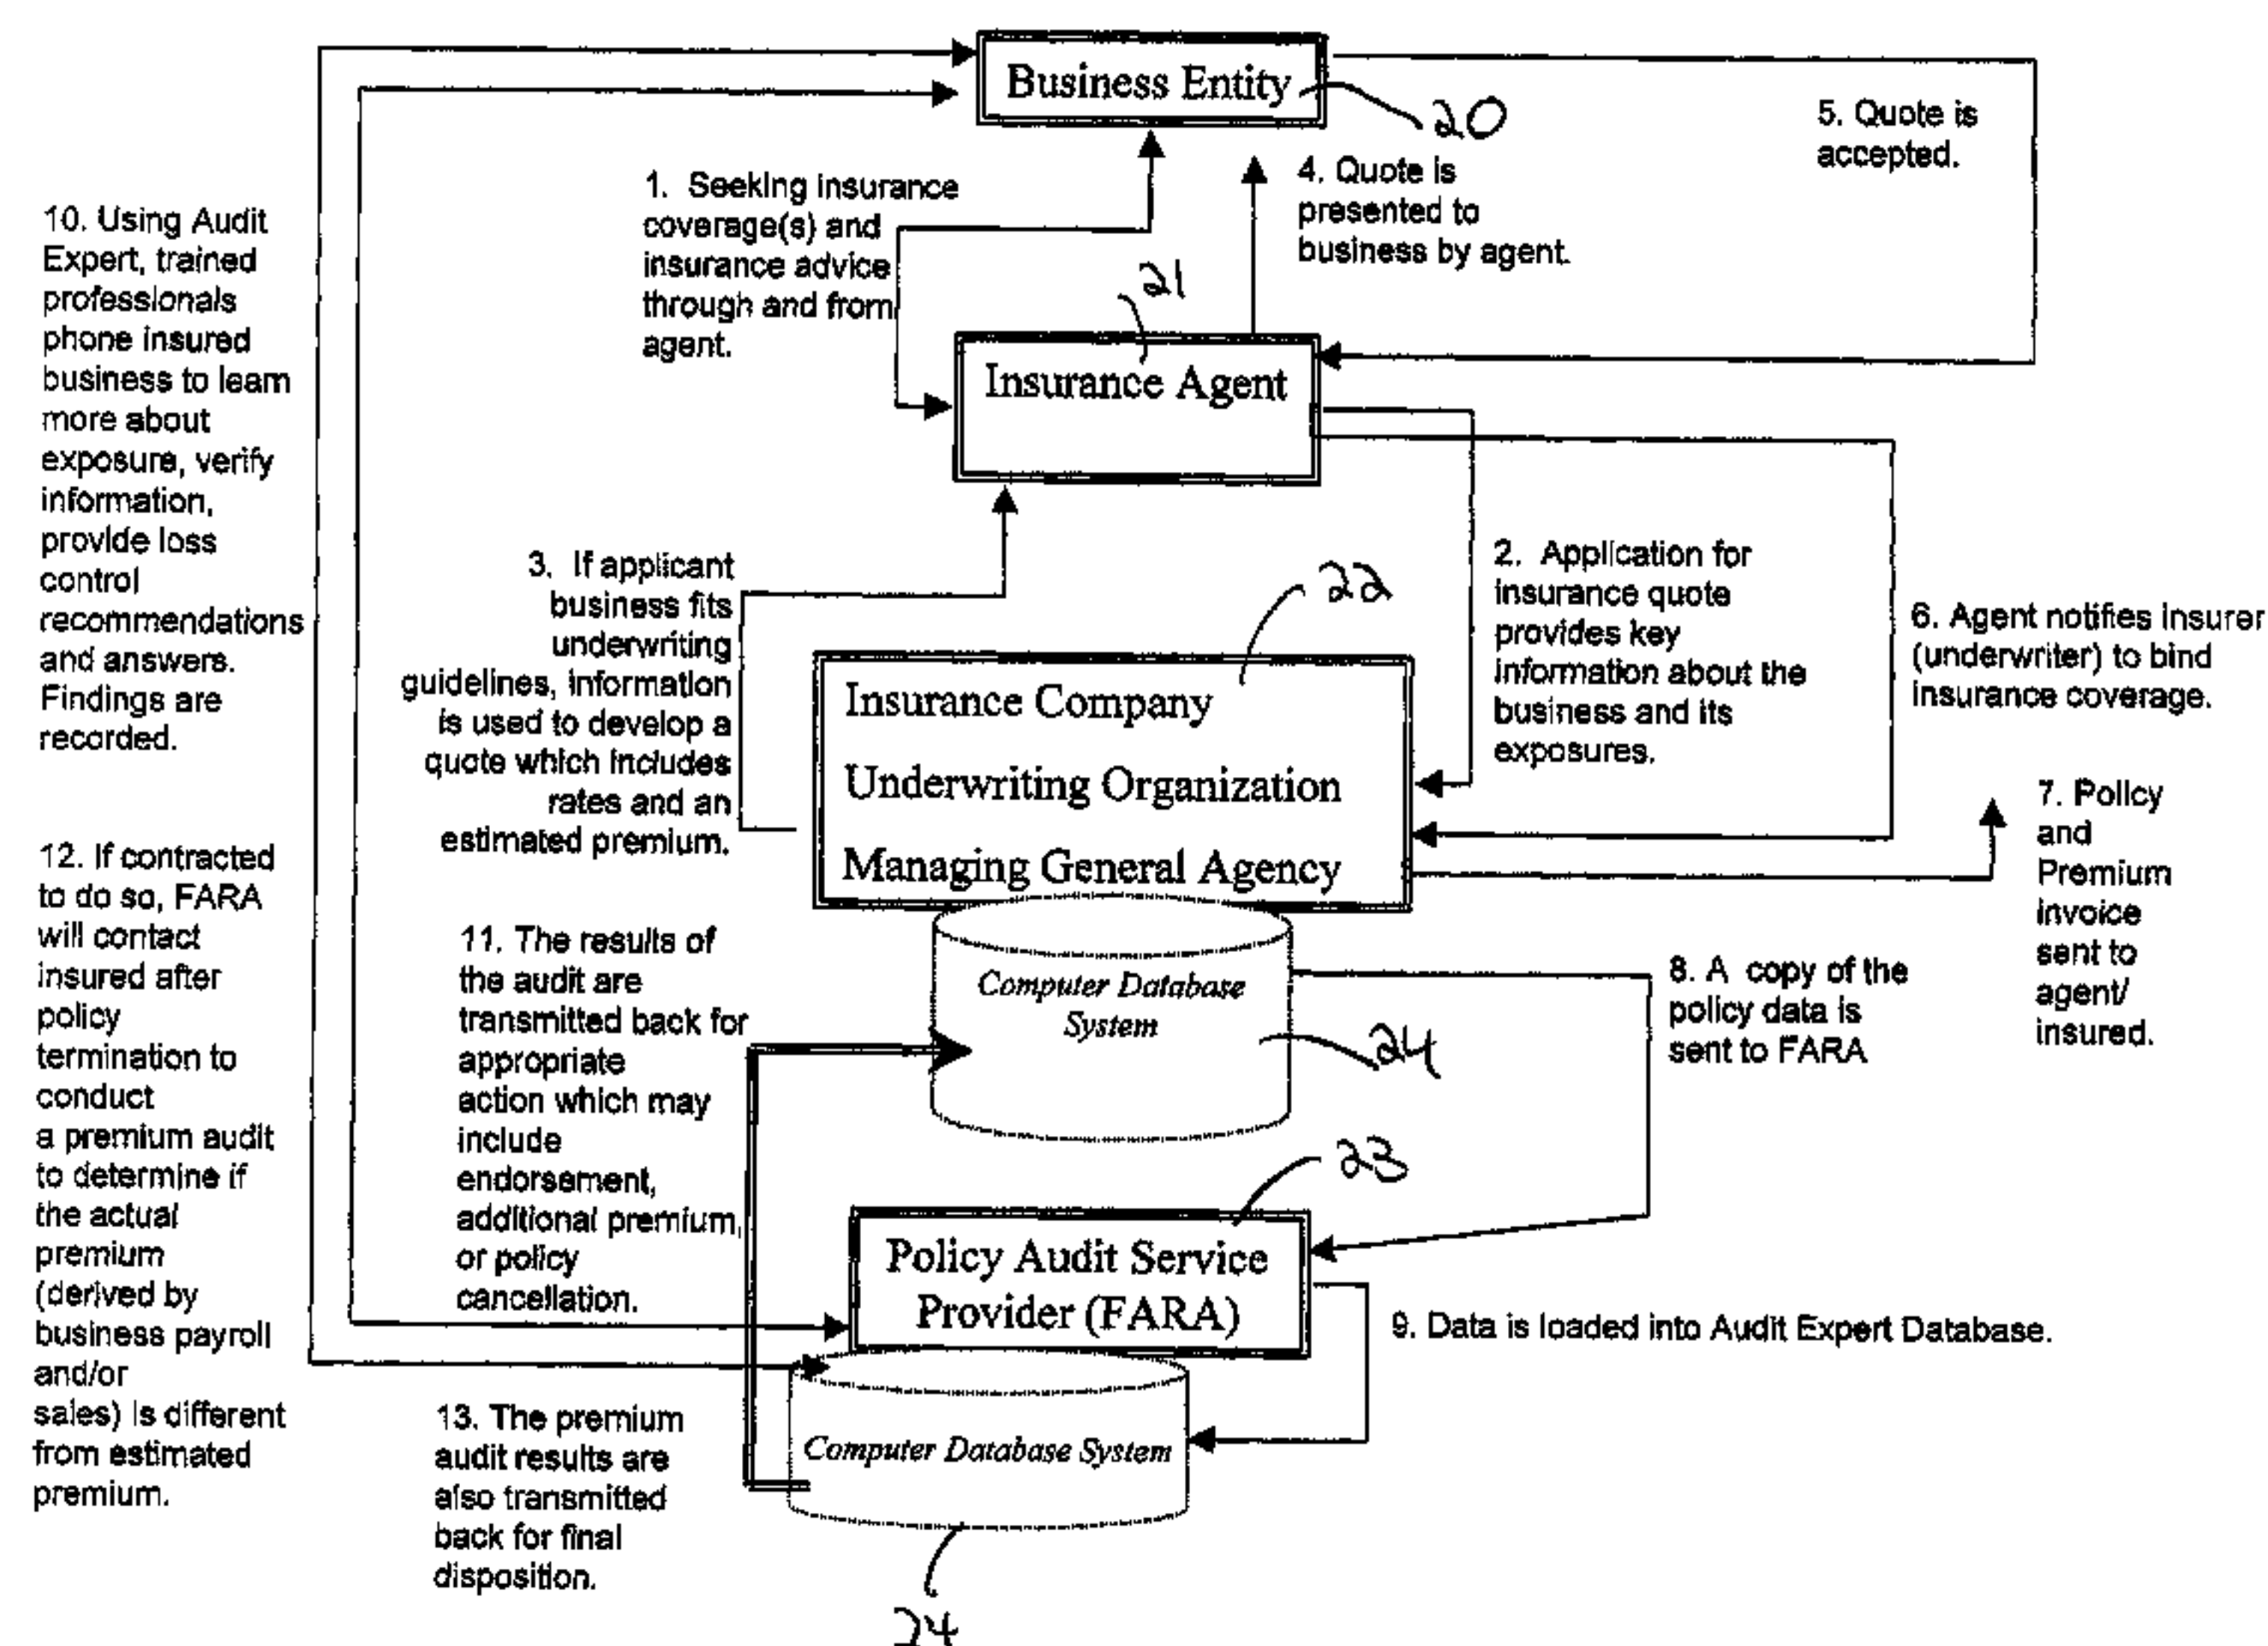 Business Entity
20
5. Quote is
accepted.
1. Seeking insurance
coverage(s) and
insurance advice
through and from
agent.
4. Quote is
presented to
business by agent.
10. Using Audit
Expert, trained
professionals
phone insured
business to learn
more about
exposure, verify
information,
provide loss
control
recommendations
and answers.
Findings are
recorded.
21
Insurance Agent
3. If applicant
business fits
underwriting
guidelines, information
is used to develop a
quote which includes
rates and an
estimated premium.
22
2. Application for
insurance quote
provides key
information about the
business and its
exposures.
6. Agent notifies insurer
(underwriter) to bind
insurance coverage.
Insurance Company
Underwriting Organization
Managing General Agency
7. Policy
and
Premium
invoice
sent to
agent/
insured.
12. If contracted
to do so, FARA
will contact
insured after
policy
termination to
conduct
a premium audit
to determine if
the actual
premium
(derived by
business payroll
and/or
sales) is different
from estimated
premium.
11. The results of
the audit are
transmitted back for
appropriate
action which may
include
endorsement,
additional premium,
or policy
cancellation.
Computer Database
System
24
8. A copy of the
policy data is
sent to FARA
23
Policy Audit Service
Provider (FARA)
9. Data is loaded into Audit Expert Database.
13. The premium
audit results are
also transmitted
back for final
disposition.
Computer Database System
24